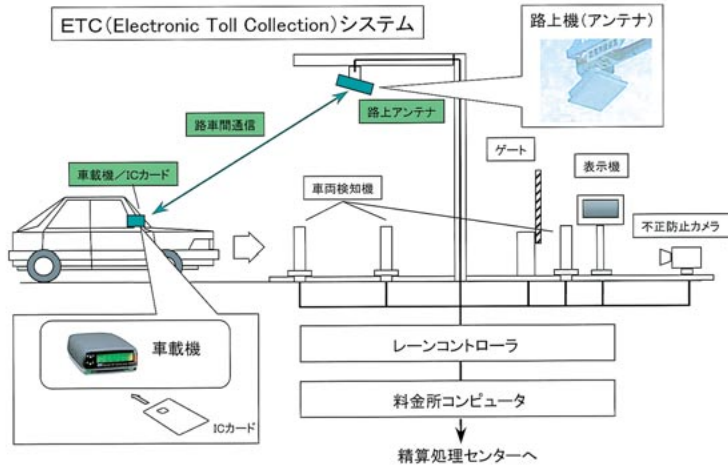 ETC(Electronic Toll Collection)システム
路上機(アンテナ)
路車間通信
路上アンテナ
車載機/ICカード
車両検知機
ゲート
表示機
不正防止カメラ
車載機
ICカード
レーンコントローラ
料金所コンピュータ
精算処理センターへ